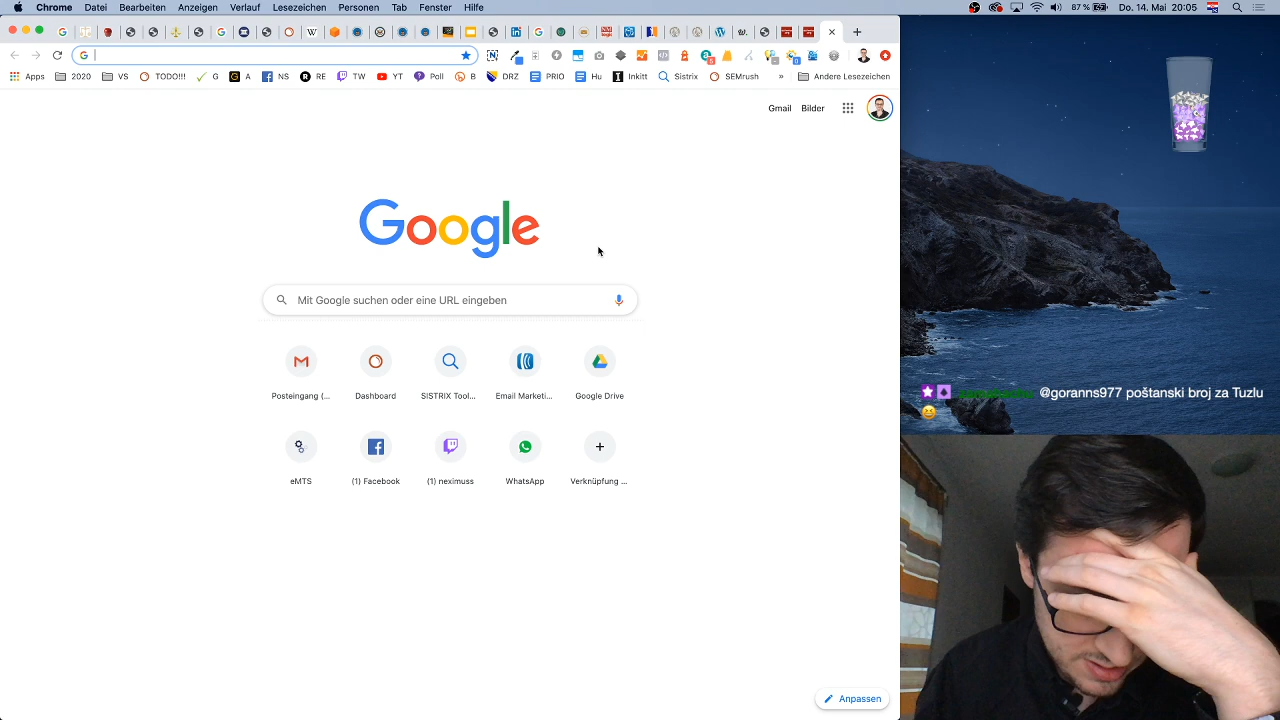 Chrome Datei Bearbeiten Anzeigen Verlauf Lesezeichen Personen Tab Fenster Hilfe 87 % Do. 14. Mai 20:05
Apps 2020 VS TODO!!! G A NS RE TW YT Poll B DRZ PRIO Hu Inkitt Sistrix SEMrush » Andere Lesezeichen
Gmail Bilder
Google
Mit Google suchen oder eine URL eingeben
Posteingang (... Dashboard SISTRIX Tool... Email Marketi... Google Drive
@goranns977 poštanski broj za Tuzlu
eMTS (1) Facebook (1) neximuss WhatsApp Verknüpfung ...
Anpassen